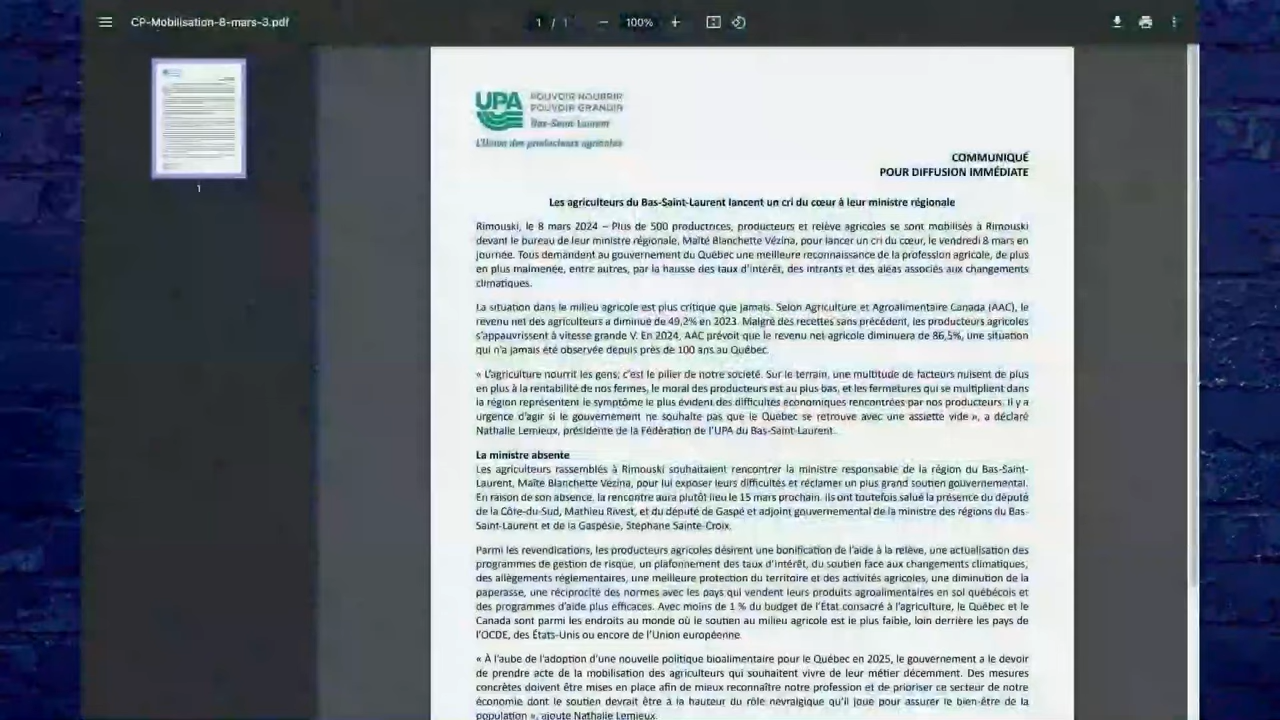 CP-Mobilisation-8-mars-3.pdf
1 / 1
100%
1
UPA
POUVOIR NOURRIR
POUVOIR GRANDIR
Bas-Saint-Laurent
L'Union des producteurs agricoles
COMMUNIQUÉ
POUR DIFFUSION IMMÉDIATE
Les agriculteurs du Bas-Saint-Laurent lancent un cri du cœur à leur ministre régionale
Rimouski, le 8 mars 2024 – Plus de 500 productrices, producteurs et relève agricoles se sont mobilisés à Rimouski
devant le bureau de leur ministre régionale, Maïté Blanchette Vézina, pour lancer un cri du cœur, le vendredi 8 mars en
journée. Tous demandent au gouvernement du Québec une meilleure reconnaissance de la profession agricole, de plus
en plus malmenée, entre autres, par la hausse des taux d'intérêt, des intrants et des aléas associés aux changements
climatiques.
La situation dans le milieu agricole est plus critique que jamais. Selon Agriculture et Agroalimentaire Canada (AAC), le
revenu net des agriculteurs a diminué de 49,2% en 2023. Malgré des recettes sans précédent, les producteurs agricoles
s'appauvrissent à vitesse grande V. En 2024, AAC prévoit que le revenu net agricole diminuera de 86,5%, une situation
qui n'a jamais été observée depuis près de 100 ans au Québec.
« L'agriculture nourrit les gens, c'est le pilier de notre société. Sur le terrain, une multitude de facteurs nuisent de plus
en plus à la rentabilité de nos fermes, le moral des producteurs est au plus bas, et les fermetures qui se multiplient dans
la région représentent le symptôme le plus évident des difficultés économiques rencontrées par nos producteurs. Il y a
urgence d'agir si le gouvernement ne souhaite pas que le Québec se retrouve avec une assiette vide », a déclaré
Nathalie Lemieux, présidente de la Fédération de l'UPA du Bas-Saint-Laurent.
La ministre absente
Les agriculteurs rassemblés à Rimouski souhaitaient rencontrer la ministre responsable de la région du Bas-Saint-
Laurent, Maïté Blanchette Vézina, pour lui exposer leurs difficultés et réclamer un plus grand soutien gouvernemental.
En raison de son absence, la rencontre aura plutôt lieu le 15 mars prochain. Ils ont toutefois salué la présence du député
de la Côte-du-Sud, Mathieu Rivest, et du député de Gaspé et adjoint gouvernemental de la ministre des régions du Bas-
Saint-Laurent et de la Gaspésie, Stéphane Sainte-Croix.
Parmi les revendications, les producteurs agricoles désirent une bonification de l'aide à la relève, une actualisation des
programmes de gestion de risque, un plafonnement des taux d'intérêt, du soutien face aux changements climatiques,
des allègements réglementaires, une meilleure protection du territoire et des activités agricoles, une diminution de la
paperasse, une réciprocité des normes avec les pays qui vendent leurs produits agroalimentaires en sol québécois et
des programmes d'aide plus efficaces. Avec moins de 1 % du budget de l'État consacré à l'agriculture, le Québec et le
Canada sont parmi les endroits au monde où le soutien au milieu agricole est le plus faible, loin derrière les pays de
l'OCDE, des États-Unis ou encore de l'Union européenne.
« À l'aube de l'adoption d'une nouvelle politique bioalimentaire pour le Québec en 2025, le gouvernement a le devoir
de prendre acte de la mobilisation des agriculteurs qui souhaitent vivre de leur métier décemment. Des mesures
concrètes doivent être mises en place afin de mieux reconnaître notre profession et de prioriser ce secteur de notre
économie dont le soutien devrait être à la hauteur du rôle névralgique qu'il joue pour assurer le bien-être de la
population », ajoute Nathalie Lemieux.